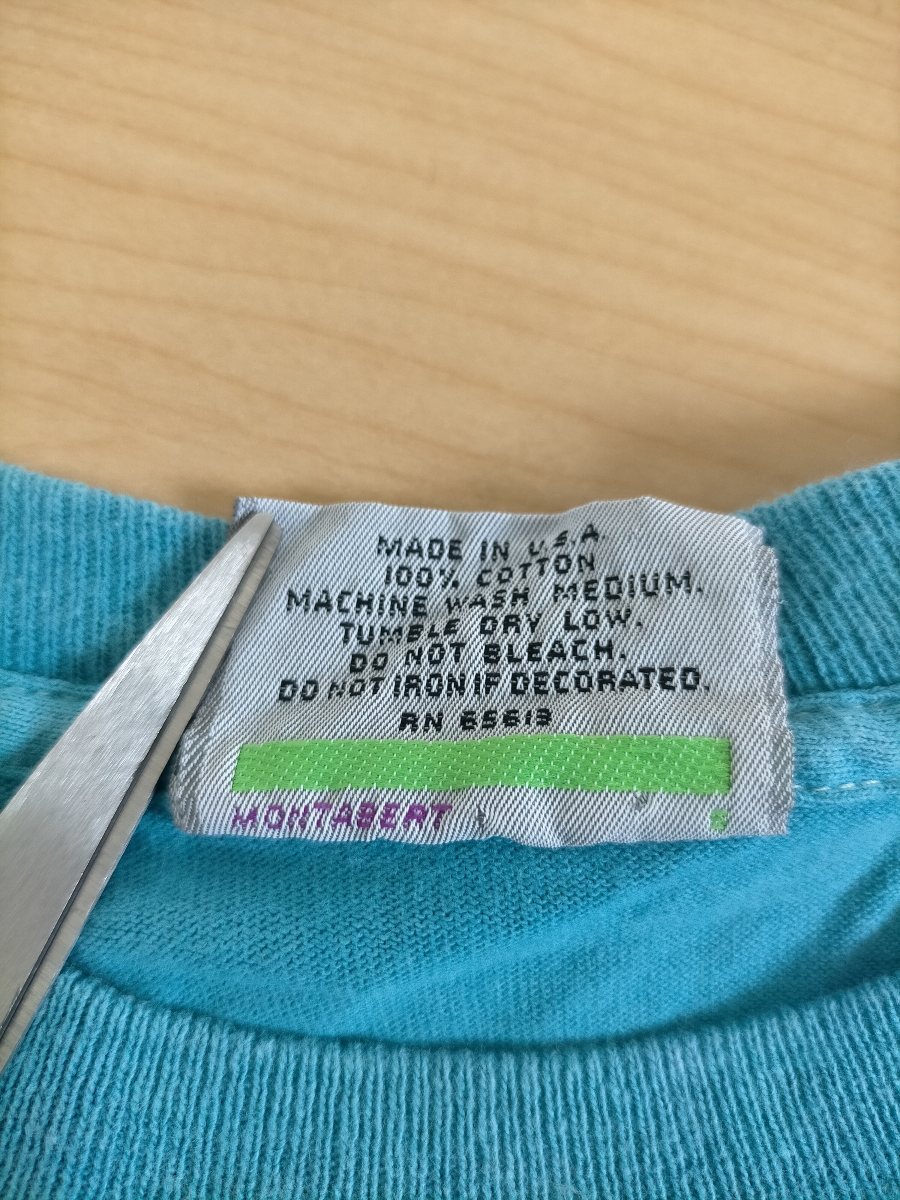 MADE IN U.S.A.
100% COTTON
MACHINE WASH MEDIUM.
TUMBLE DRY LOW.
DO NOT BLEACH.
DO NOT IRON IF DECORATED.
RN 65613
MONTABERT